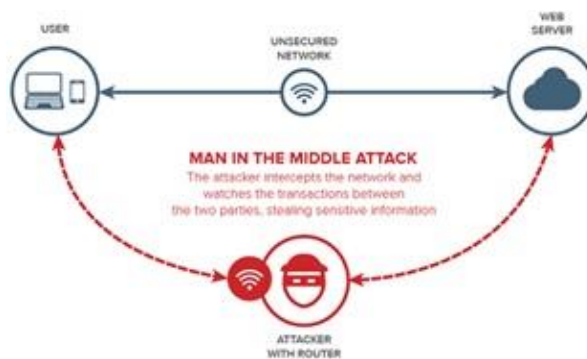 USER
UNSECURED
NETWORK
WEB
SERVER
MAN IN THE MIDDLE ATTACK
The attacker intercepts the network and
watches the transactions between
the two parties, stealing sensitive information
ATTACKER
WITH ROUTER